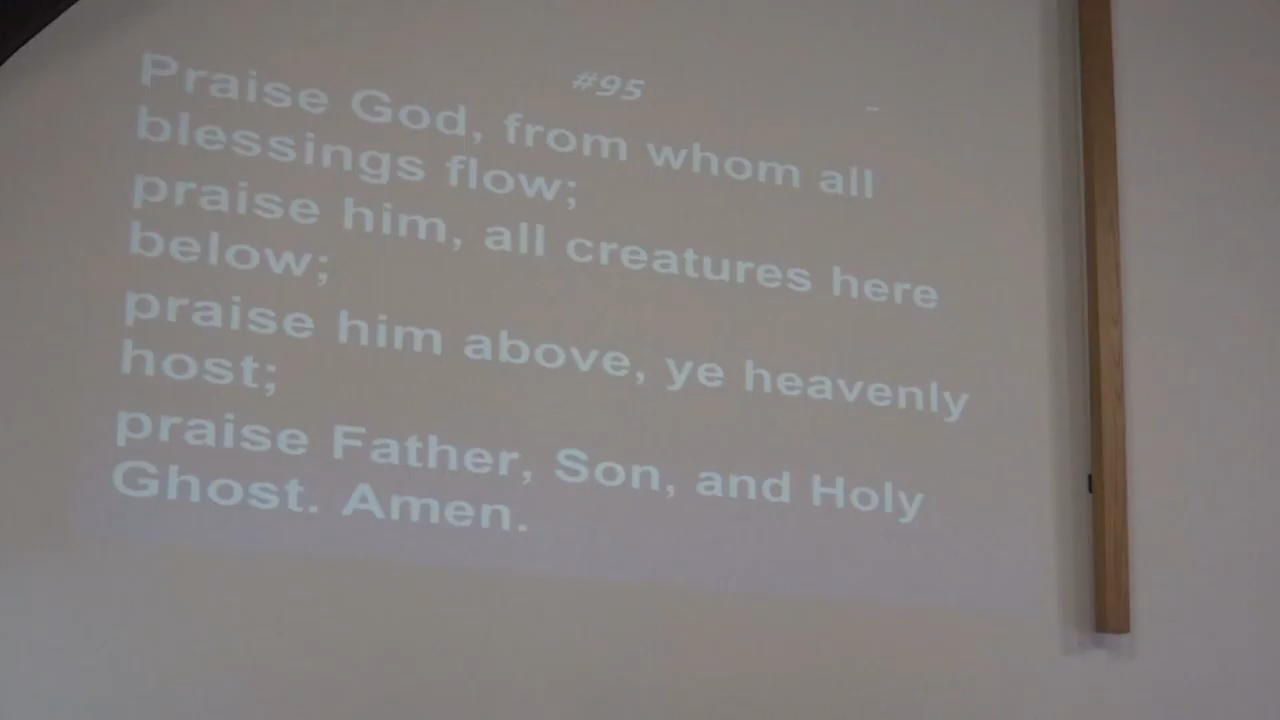 #95
Praise God, from whom all
blessings flow;
praise him, all creatures here
below;
praise him above, ye heavenly
host;
praise Father, Son, and Holy
Ghost. Amen.